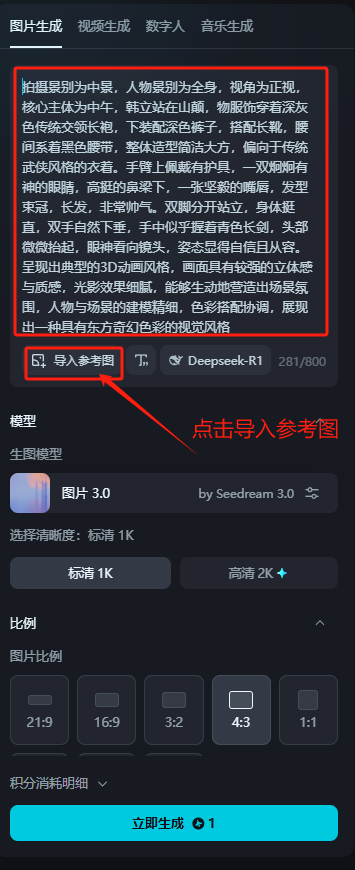 图片生成 视频生成 数字人 音乐生成
拍摄景别为中景，人物景别为全身，视角为正视，
核心主体为中午，韩立站在山巅，物服饰穿着深灰
色传统交领长袍，下装配深色裤子，搭配长靴，腰
间系着黑色腰带，整体造型简洁大方，偏向于传统
武侠风格的衣着。手臂上佩戴有护具，一双炯炯有
神的眼睛，高挺的鼻梁下，一张坚毅的嘴唇，发型
束冠，长发，非常帅气。双脚分开站立，身体挺
直，双手自然下垂，手中似乎握着青色长剑，头部
微微抬起，眼神看向镜头，姿态显得自信且从容。
呈现出典型的3D动画风格，画面具有较强的立体感
与质感，光影效果细腻，能够生动地营造出场景氛
围，人物与场景的建模精细，色彩搭配协调，展现
出一种具有东方奇幻色彩的视觉风格
导入参考图 Deepseek-R1 281/800
点击导入参考图
模型
生图模型
图片 3.0 by Seedream 3.0
选择清晰度：标清 1K
标清 1K 高清 2K
比例
图片比例
21:9 16:9 3:2 4:3 1:1
积分消耗明细
立即生成 1